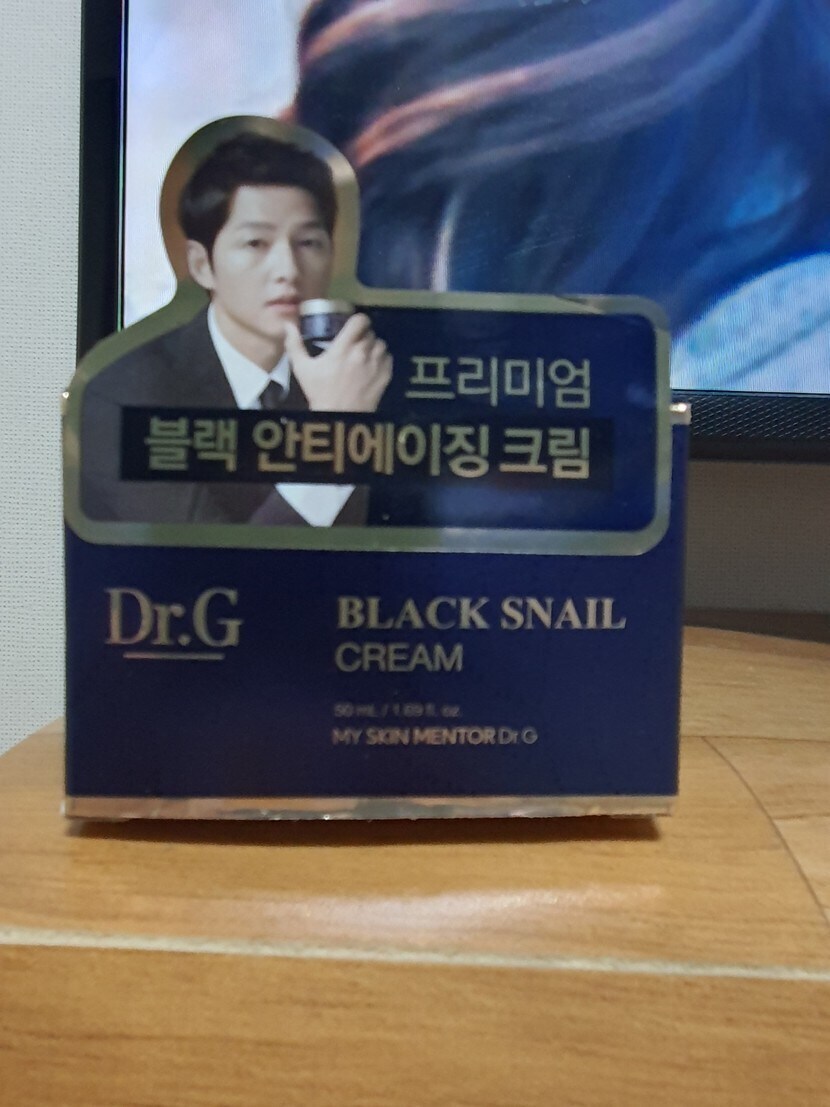 프리미엄
블랙 안티에이징 크림
Dr.G
BLACK SNAIL
CREAM
50 mL / 1.69 fl. oz.
MY SKIN MENTOR Dr.G